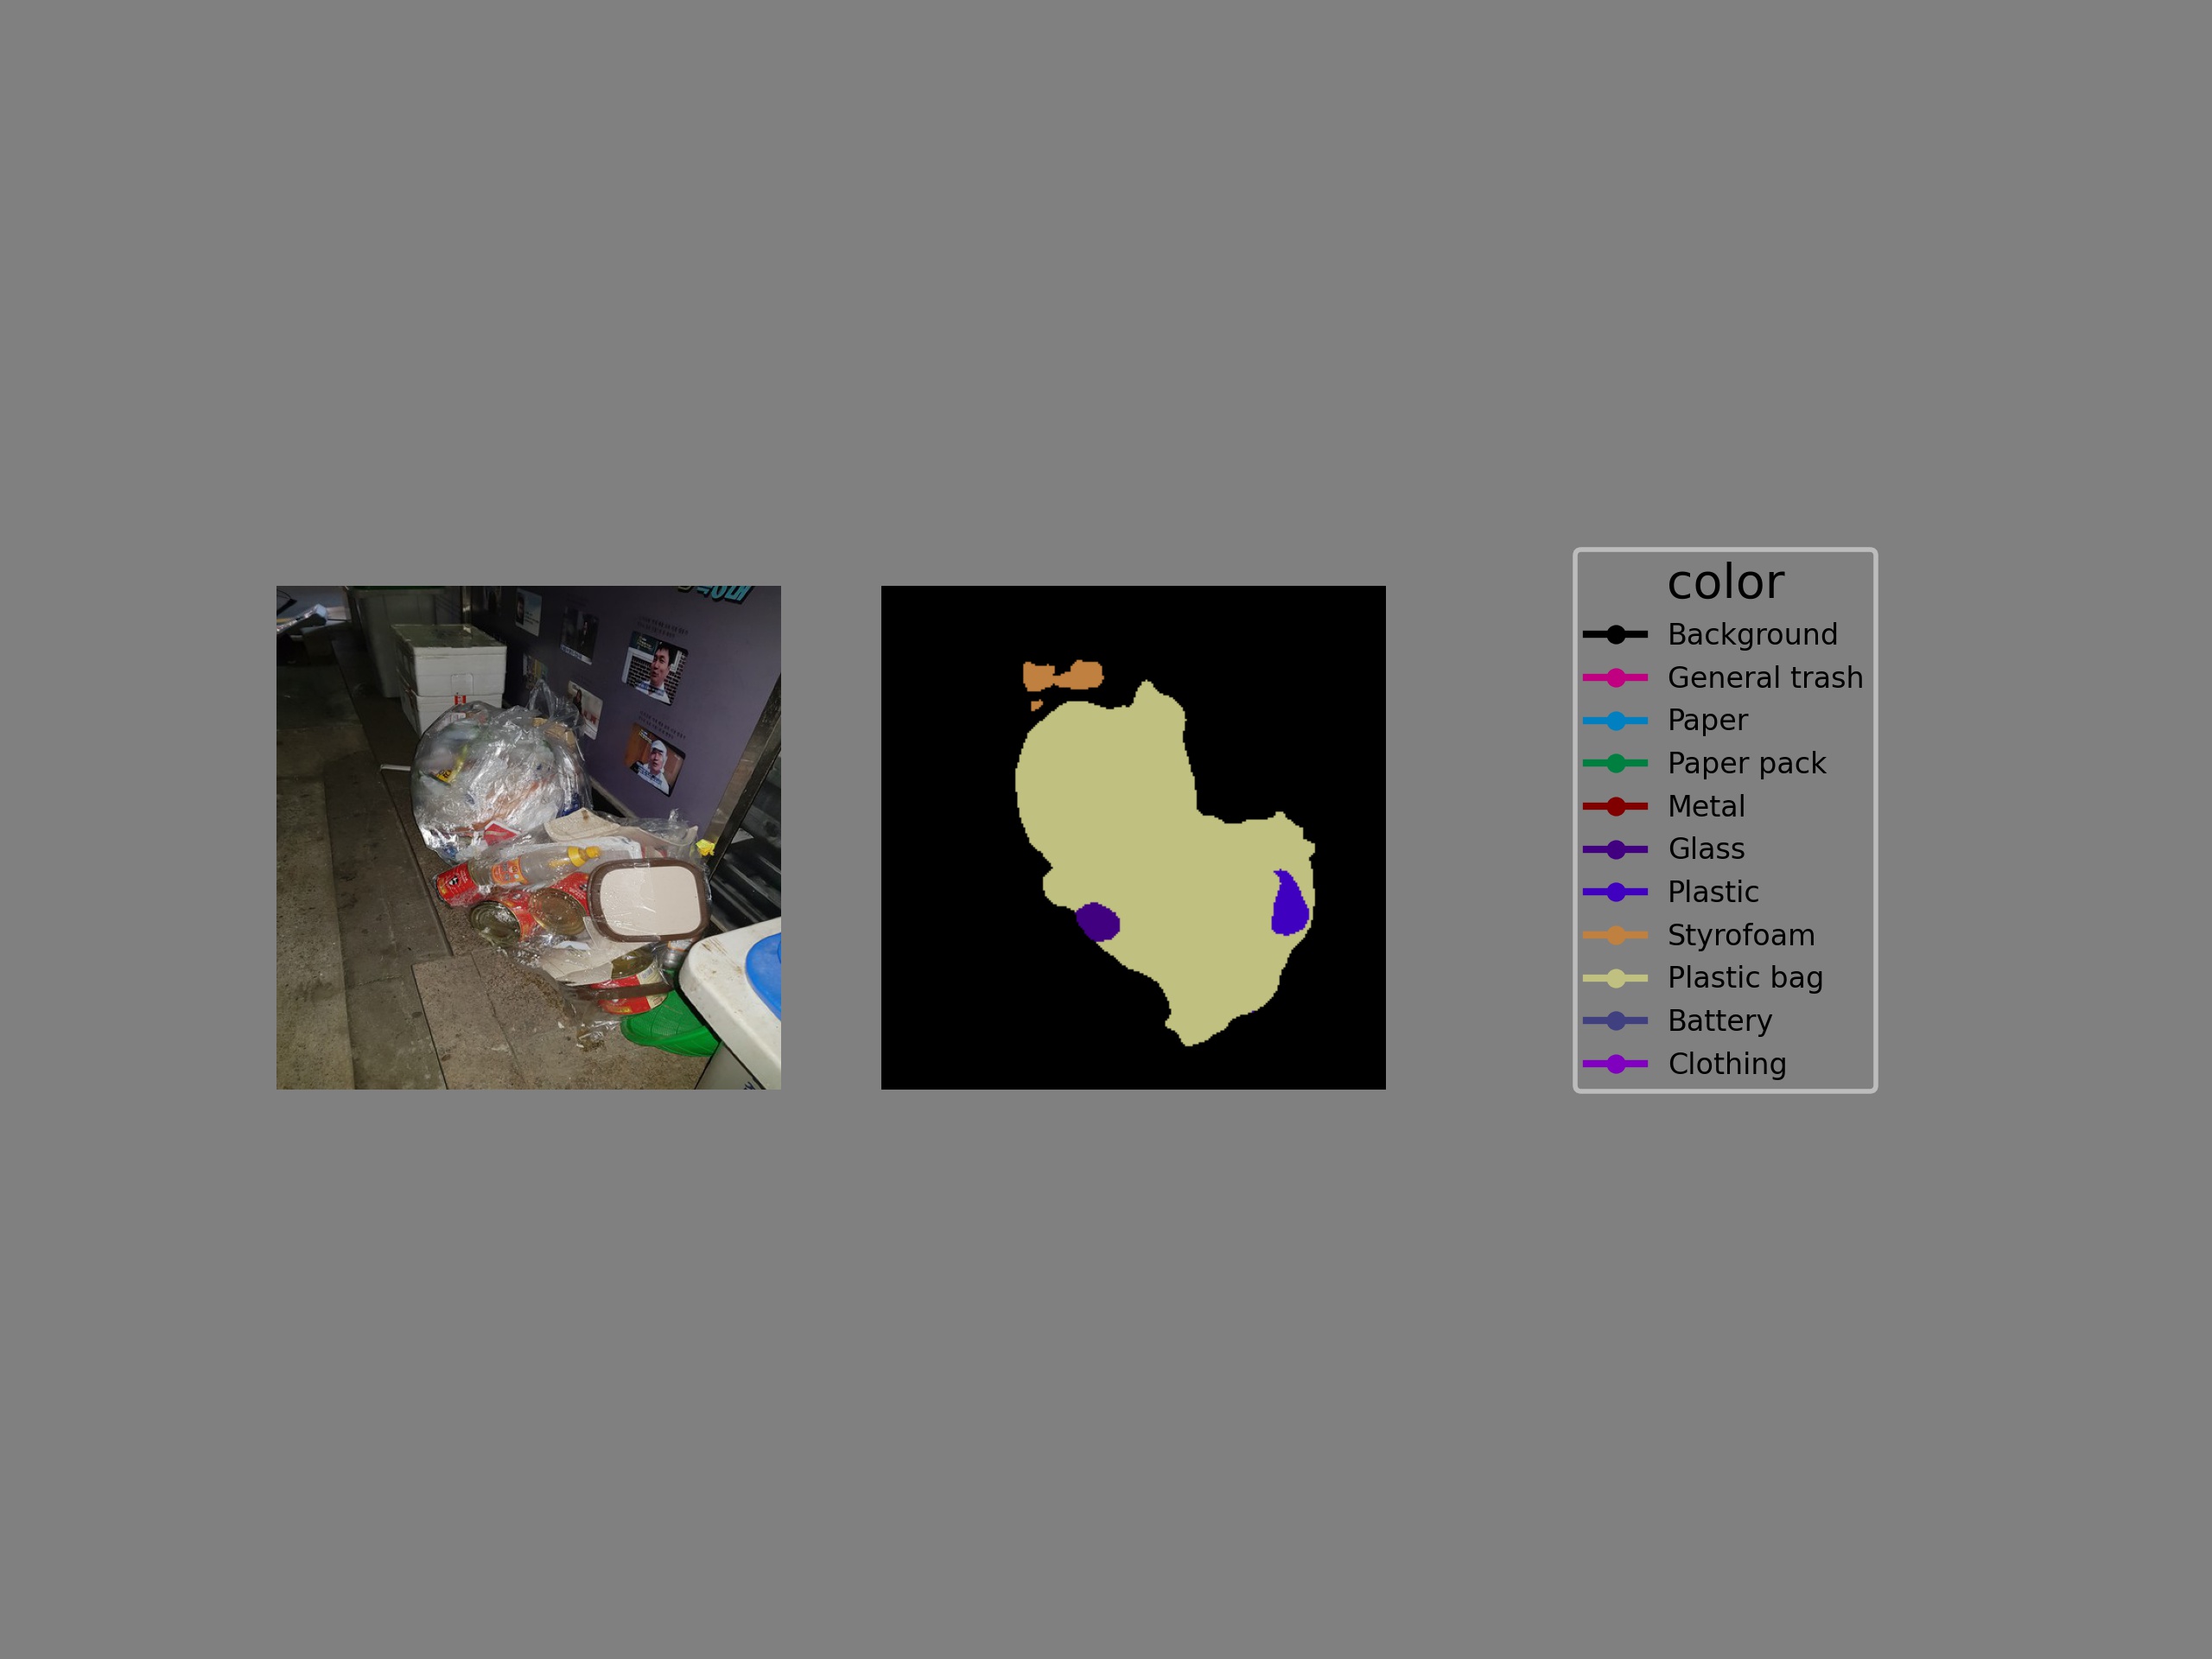 color
Background
General trash
Paper
Paper pack
Metal
Glass
Plastic
Styrofoam
Plastic bag
Battery
Clothing